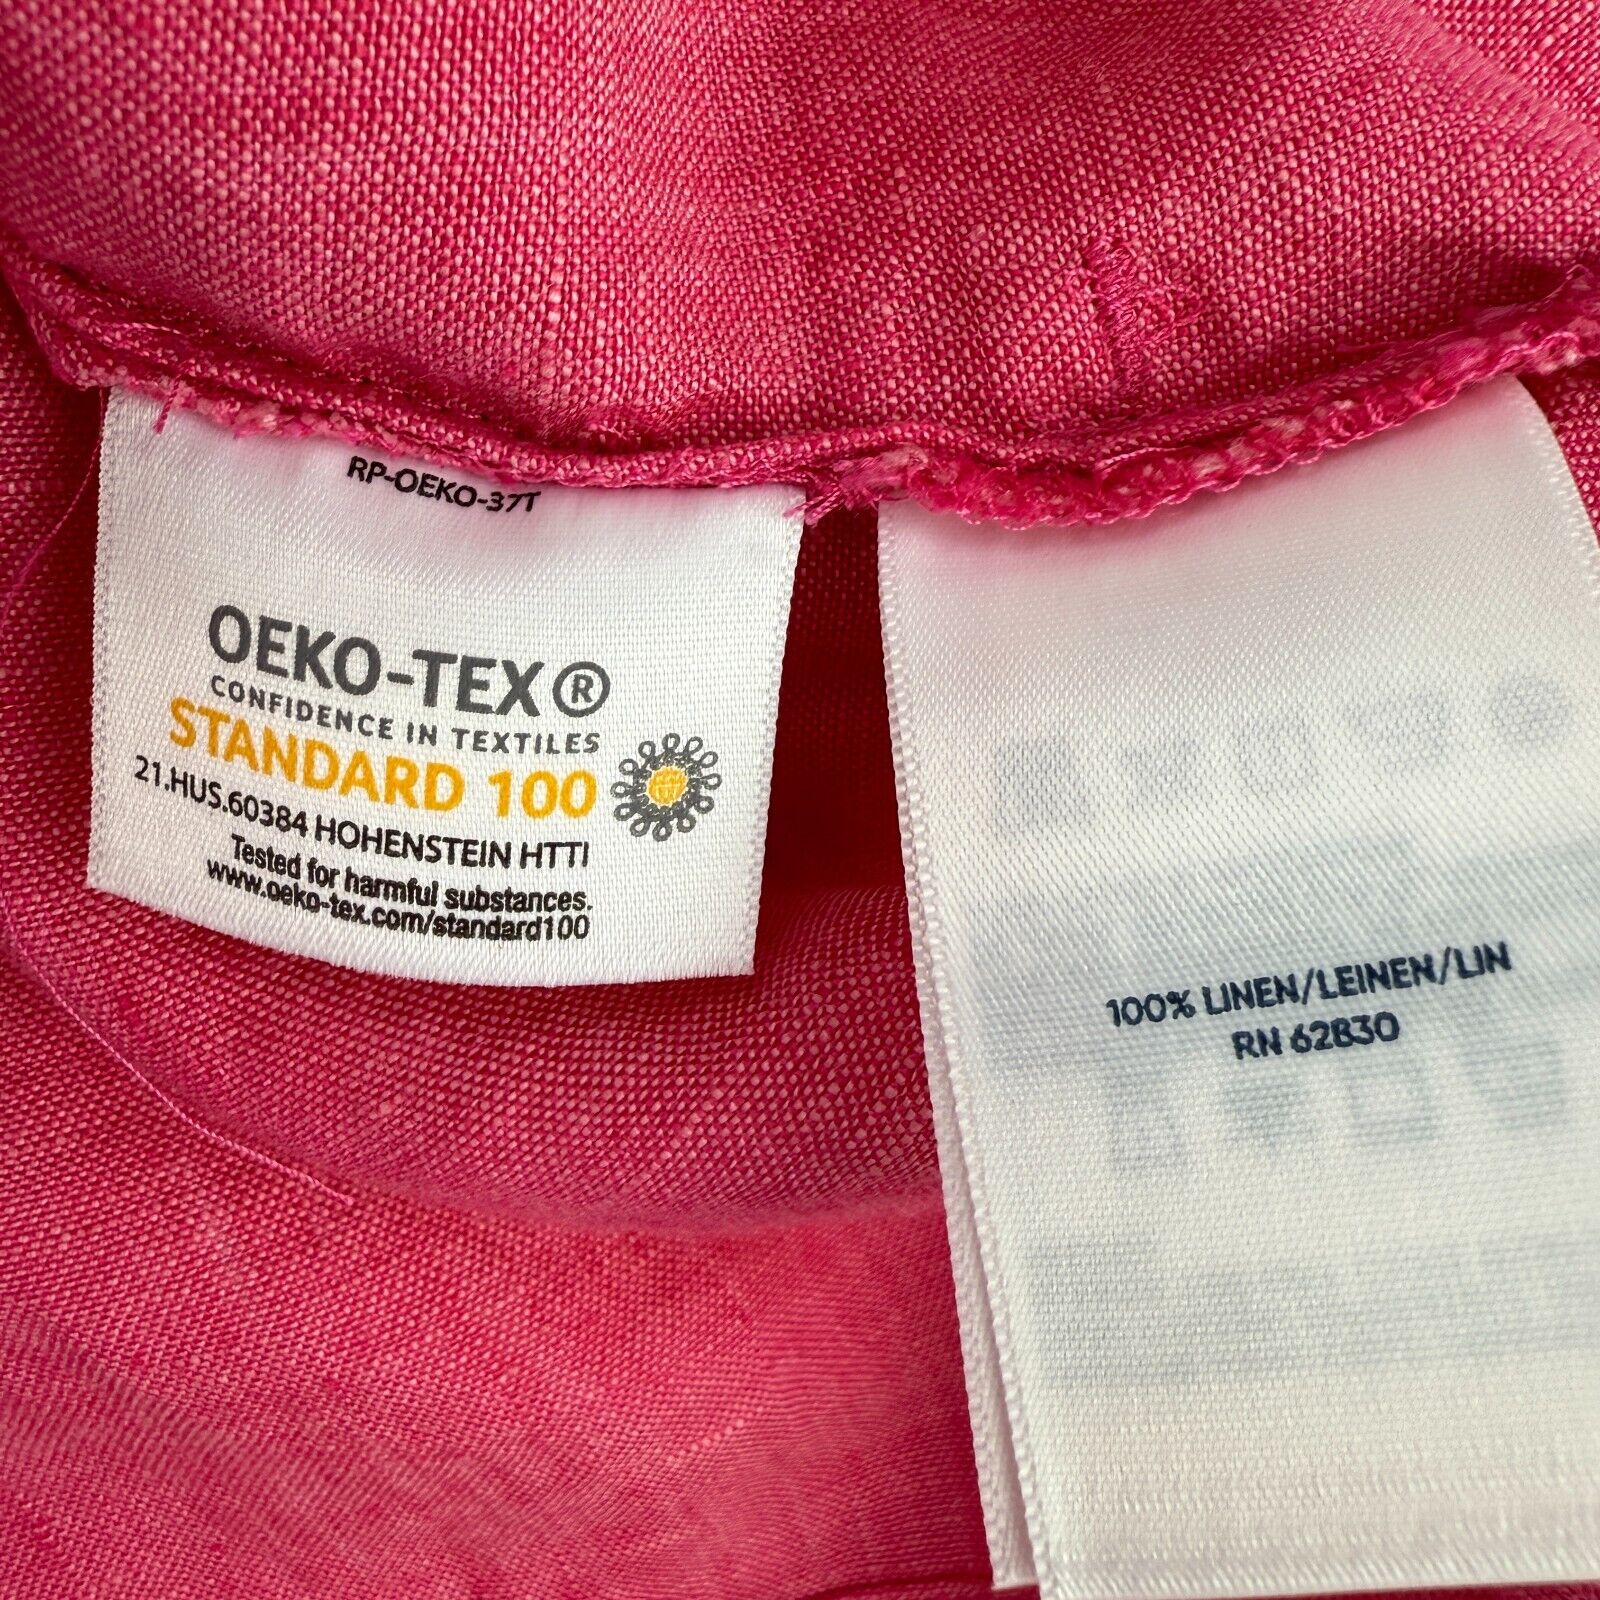 RP-OEKO-37T
OEKO-TEX®
CONFIDENCE IN TEXTILES
STANDARD 100
21.HUS.60384 HOHENSTEIN HTTI
Tested for harmful substances.
www.oeko-tex.com/standard100
100% LINEN/LEINEN/LIN
RN 62830